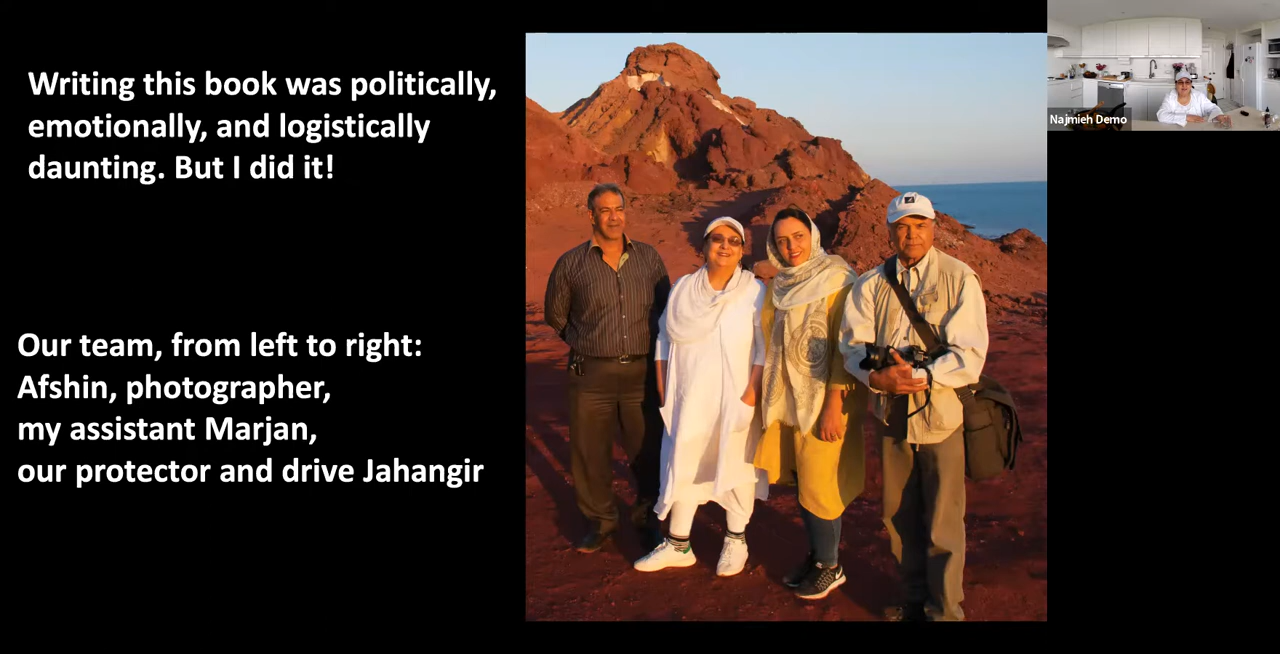 Writing this book was politically,
emotionally, and logistically
daunting. But I did it!
Our team, from left to right:
Afshin, photographer,
my assistant Marjan,
our protector and drive Jahangir
Najmieh Demo